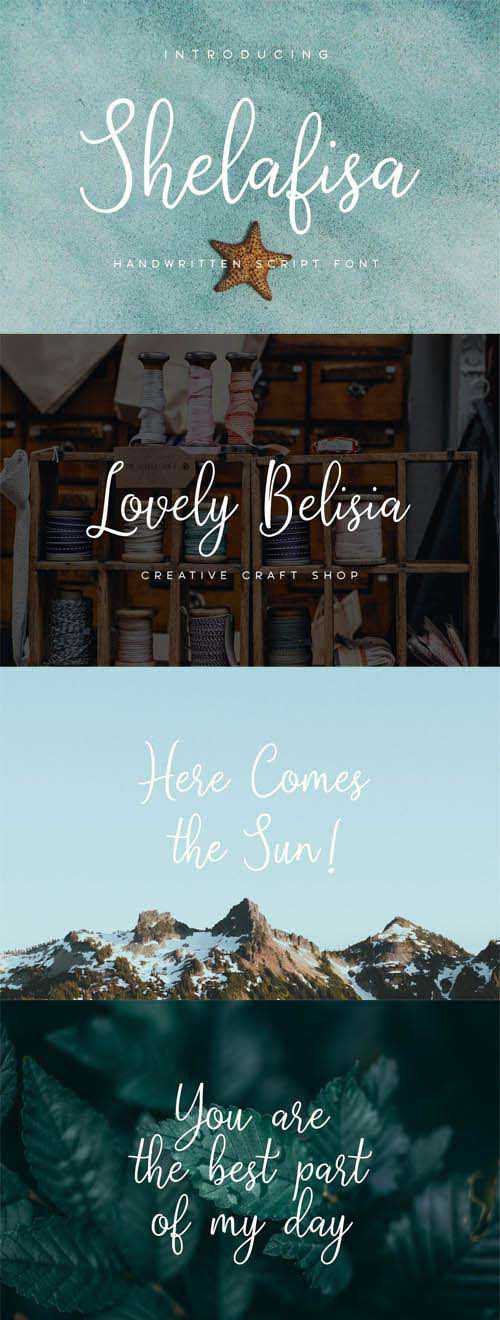 INTRODUCING
Shelafisa
HANDWRITTEN SCRIPT FONT
Lovely Belisia
CREATIVE CRAFT SHOP
Here Comes
the Sun!
You are
the best part
of my day